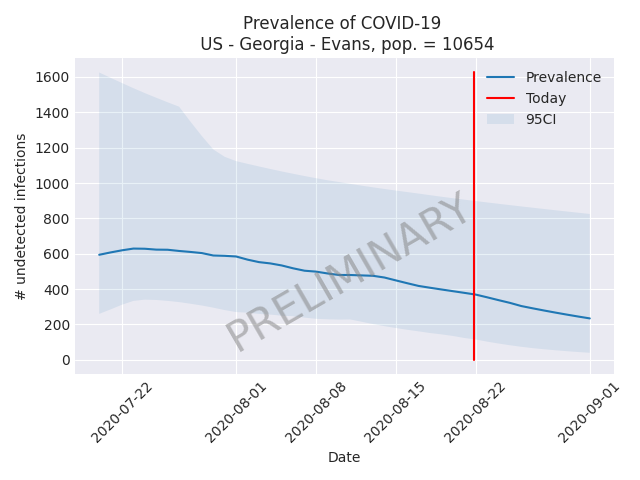 Prevalence of COVID-19
US - Georgia - Evans, pop. = 10654
# undetected infections
1600
1400
1200
1000
800
600
400
200
0
Prevalence
Today
95CI
PRELIMINARY
2020-07-22
2020-08-01
2020-08-08
2020-08-15
2020-08-22
2020-09-01
Date